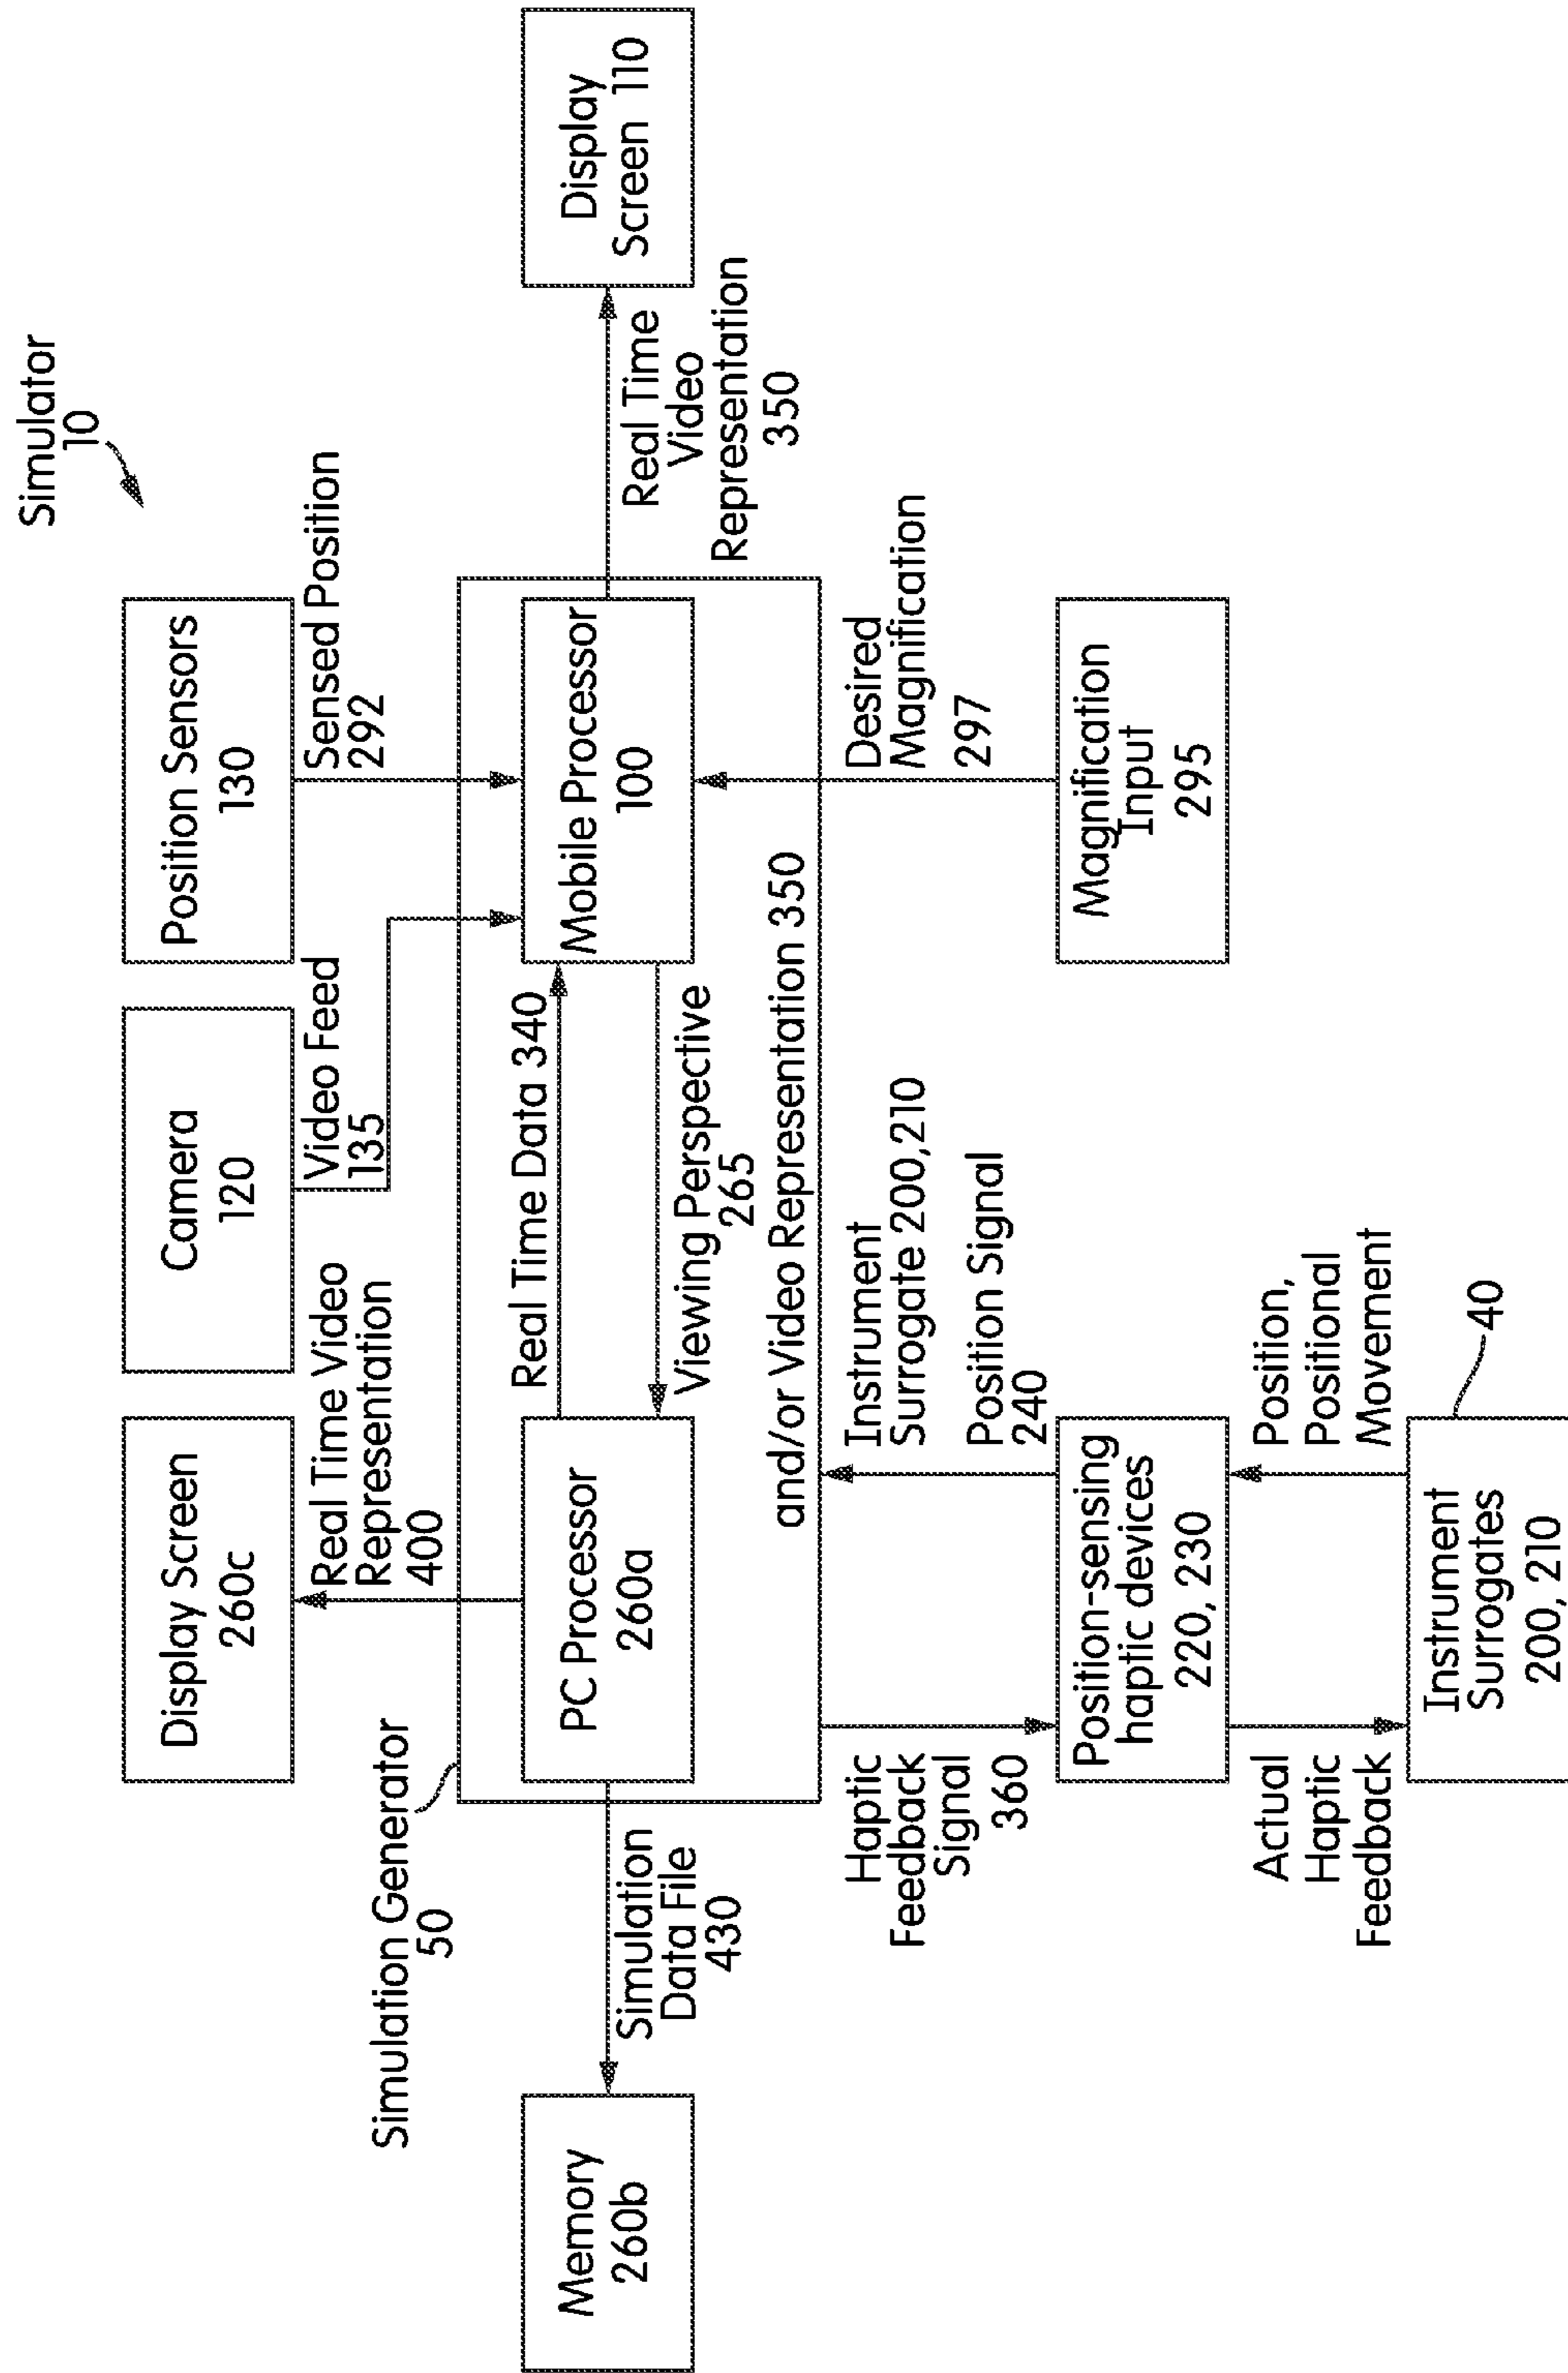 Simulator
10
Display Screen
260c
Camera
120
Position Sensors
130
Real Time Video
Representation
400
Video Feed
135
Sensed Position
292
Simulation Generator
50
Memory
260b
Simulation
Data File
430
PC Processor
260a
Real Time Data 340
Viewing Perspective
265
and/or Video Representation 350
Mobile Processor
100
Real Time
Video
Representation
350
Display
Screen 110
Haptic
Feedback
Signal
360
Instrument
Surrogate 200,210
Position Signal
240
Desired
Magnification
297
Position-sensing
haptic devices
220, 230
Magnification
Input
295
Actual
Haptic
Feedback
Position,
Positional
Movement
40
Instrument
Surrogates
200, 210